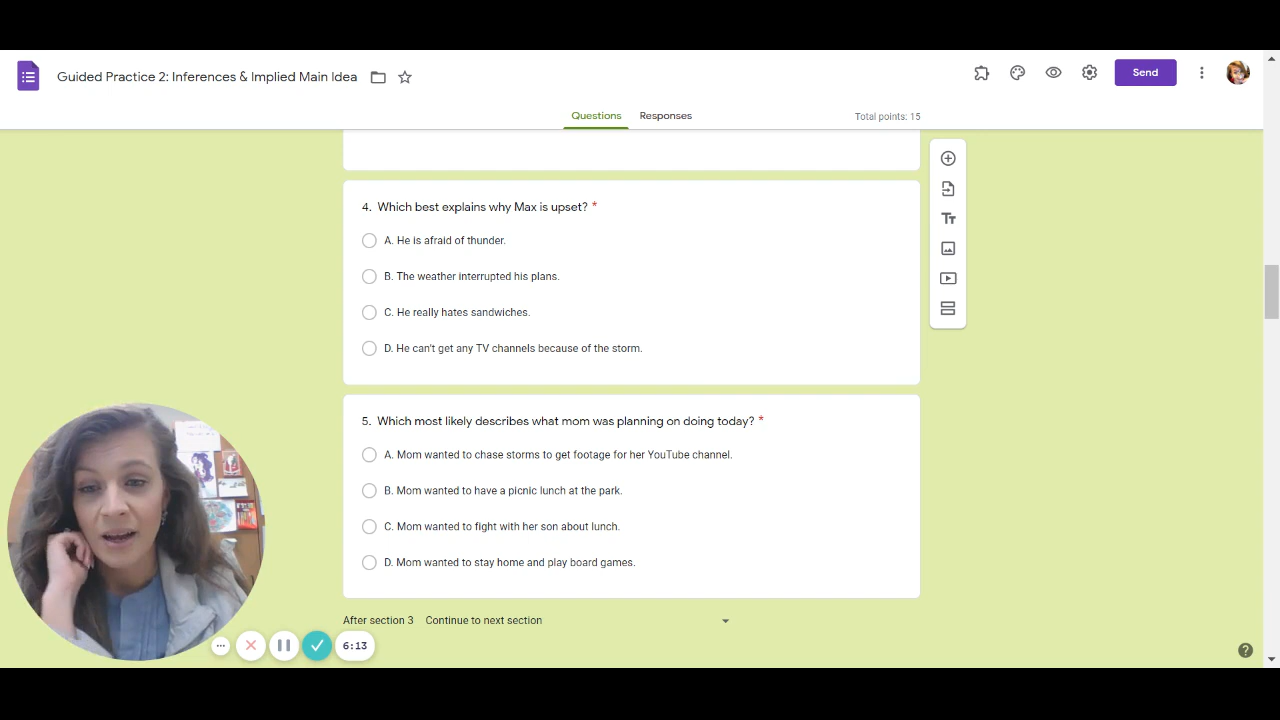 Guided Practice 2: Inferences & Implied Main Idea
Send
Questions
Responses
Total points: 15
4. Which best explains why Max is upset? *
A. He is afraid of thunder.
B. The weather interrupted his plans.
C. He really hates sandwiches.
D. He can't get any TV channels because of the storm.
5. Which most likely describes what mom was planning on doing today? *
A. Mom wanted to chase storms to get footage for her YouTube channel.
B. Mom wanted to have a picnic lunch at the park.
C. Mom wanted to fight with her son about lunch.
D. Mom wanted to stay home and play board games.
After section 3 Continue to next section
6:13